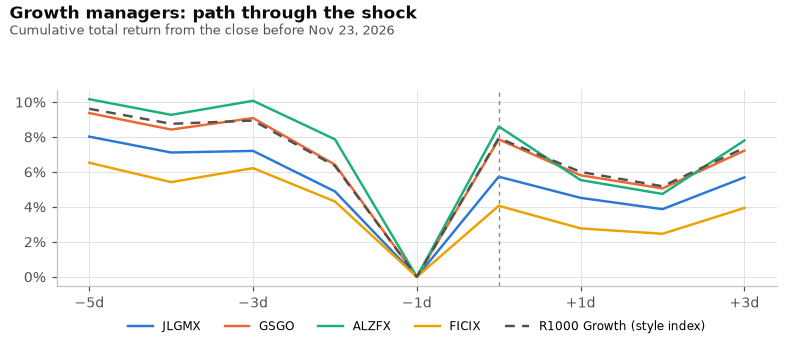 Growth managers: path through the shock
Cumulative total return from the close before Nov 23, 2026
10%
8%
6%
4%
2%
0%
−5d
−3d
−1d
+1d
+3d
JLGMX
GSGO
ALZFX
FICIX
R1000 Growth (style index)